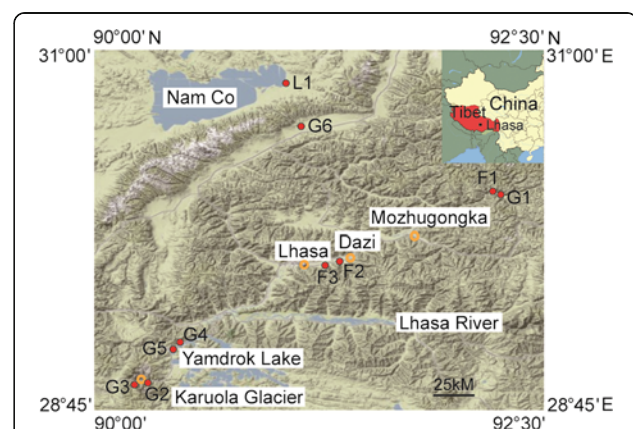 90°00' N
92°30' N
31°00'
31°00' E
L1
Nam Co
China
Tibet
Lhasa
G6
F1
G1
Mozhugongka
Dazi
Lhasa
F2
F3
Lhasa River
G4
G5
Yamdrok Lake
G3
G2
Karuola Glacier
25kM
28°45'
28°45' E
90°00'
92°30'